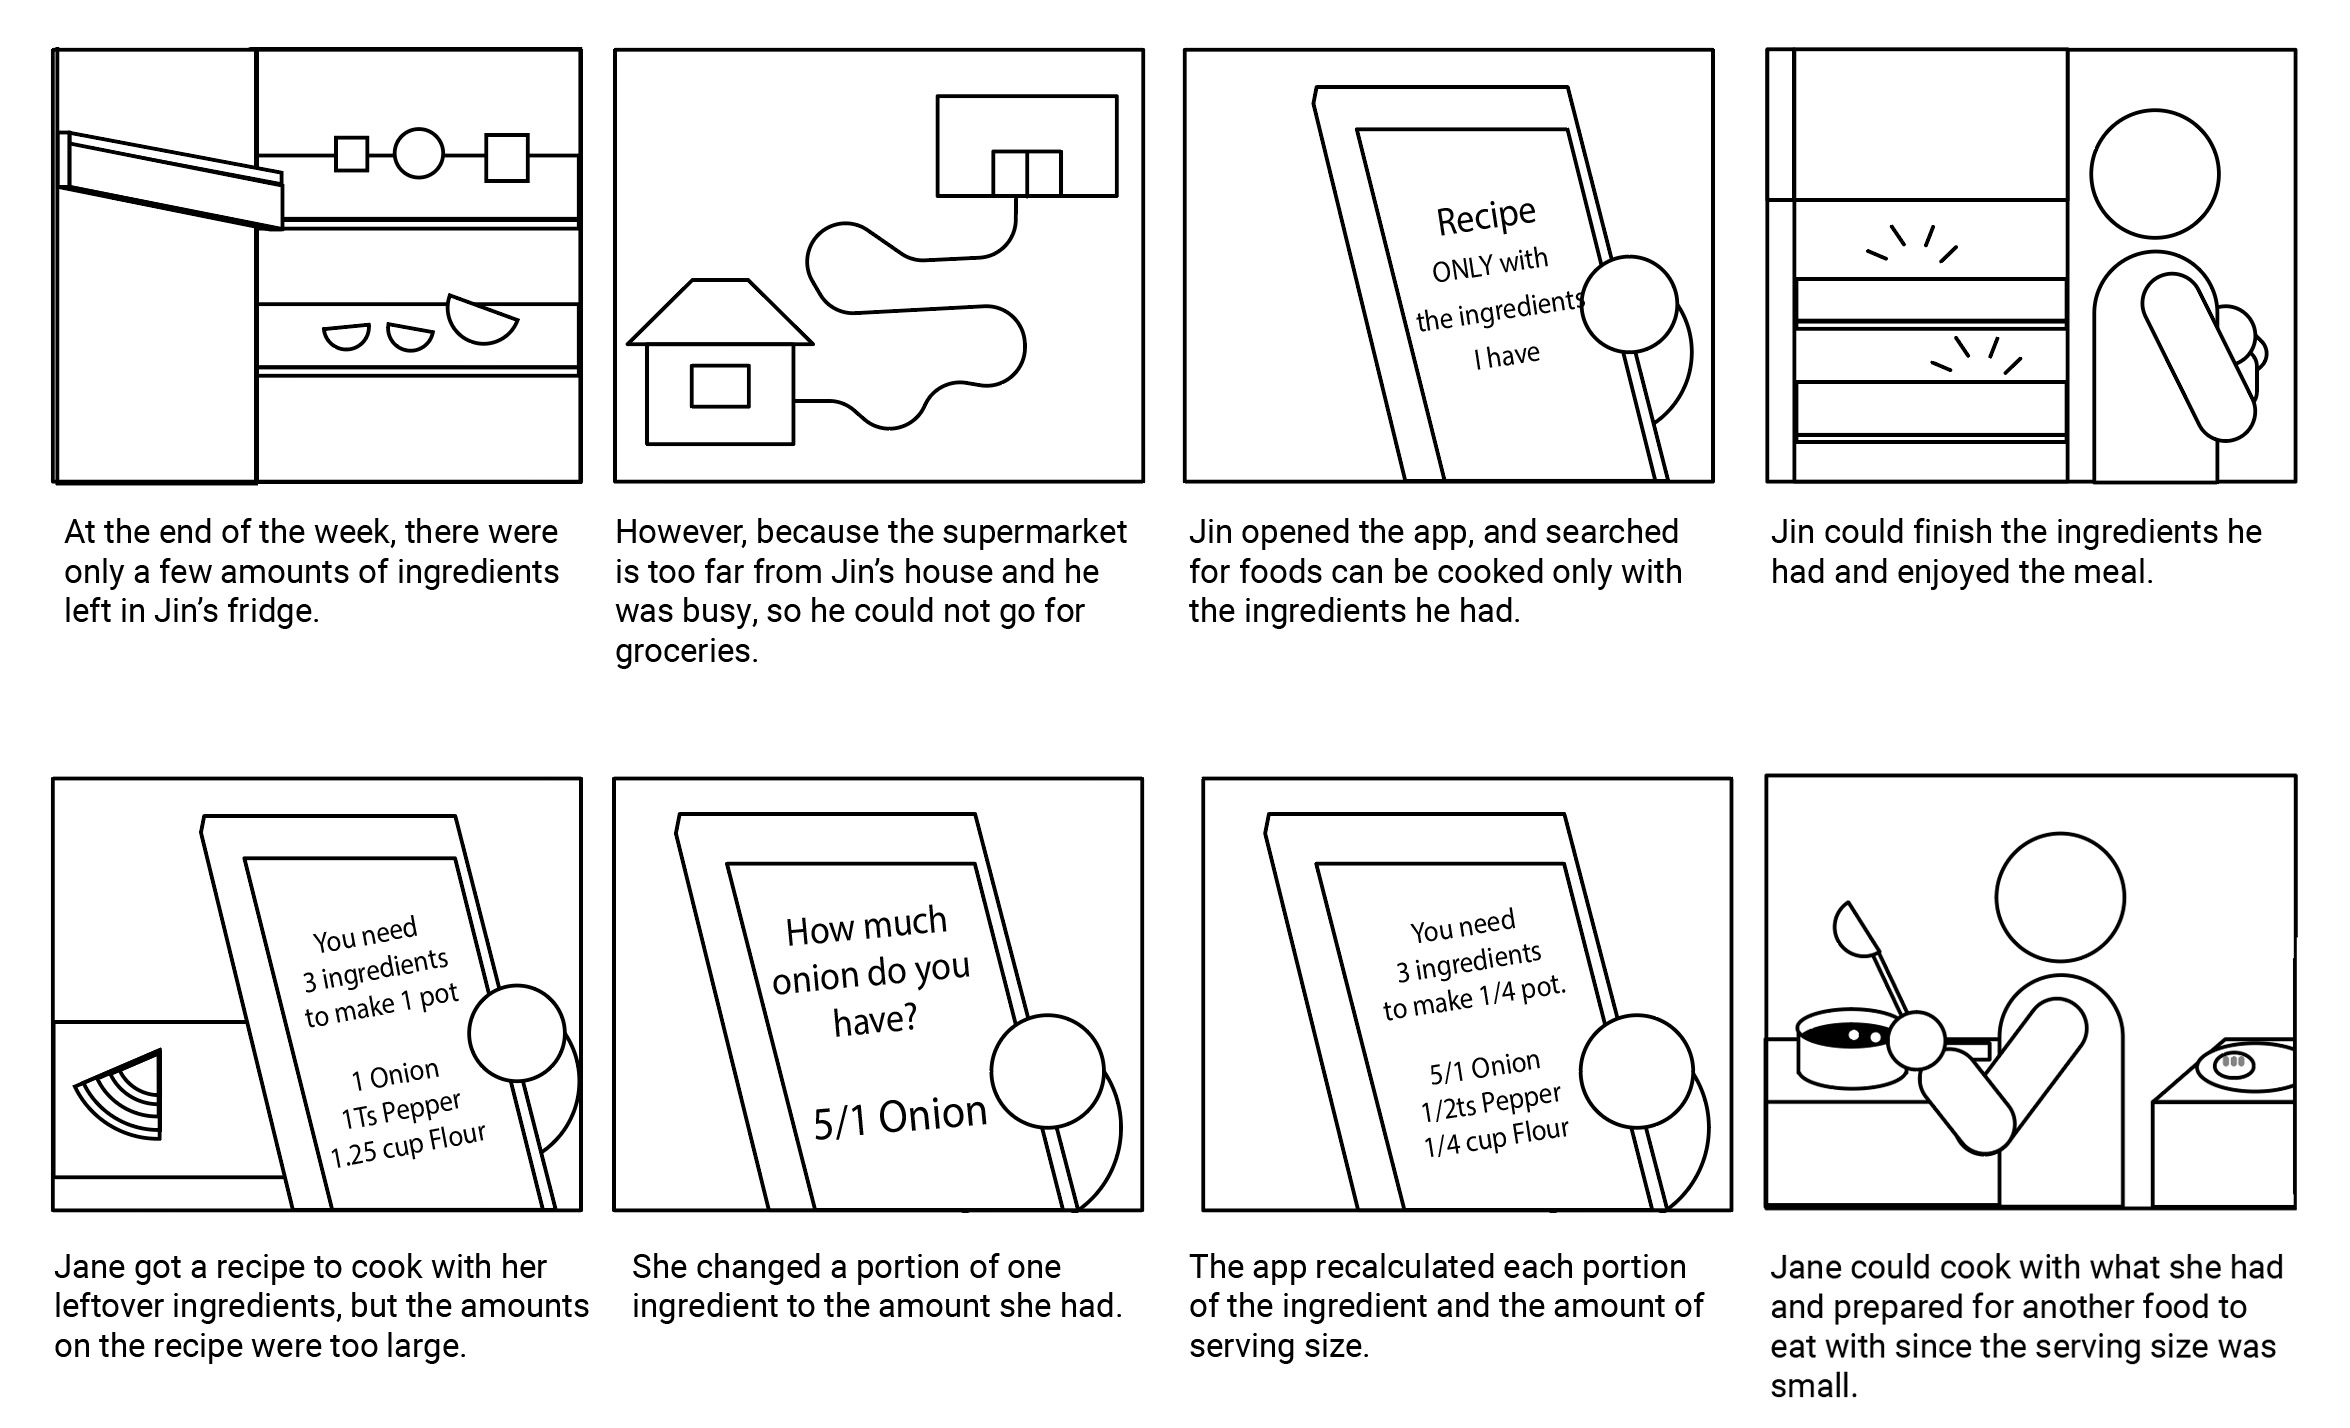 Recipe
ONLY with
the ingredients
I have
At the end of the week, there were
only a few amounts of ingredients
left in Jin's fridge.
However, because the supermarket
is too far from Jin's house and he
was busy, so he could not go for
groceries.
Jin opened the app, and searched
for foods can be cooked only with
the ingredients he had.
Jin could finish the ingredients he
had and enjoyed the meal.
You need
3 ingredients
to make 1 pot
1 Onion
1Ts Pepper
1.25 cup Flour
How much
onion do you
have?
5/1 Onion
You need
3 ingredients
to make 1/4 pot.
5/1 Onion
1/2ts Pepper
1/4 cup Flour
Jane got a recipe to cook with her
leftover ingredients, but the amounts
on the recipe were too large.
She changed a portion of one
ingredient to the amount she had.
The app recalculated each portion
of the ingredient and the amount of
serving size.
Jane could cook with what she had
and prepared for another food to
eat with since the serving size was
small.